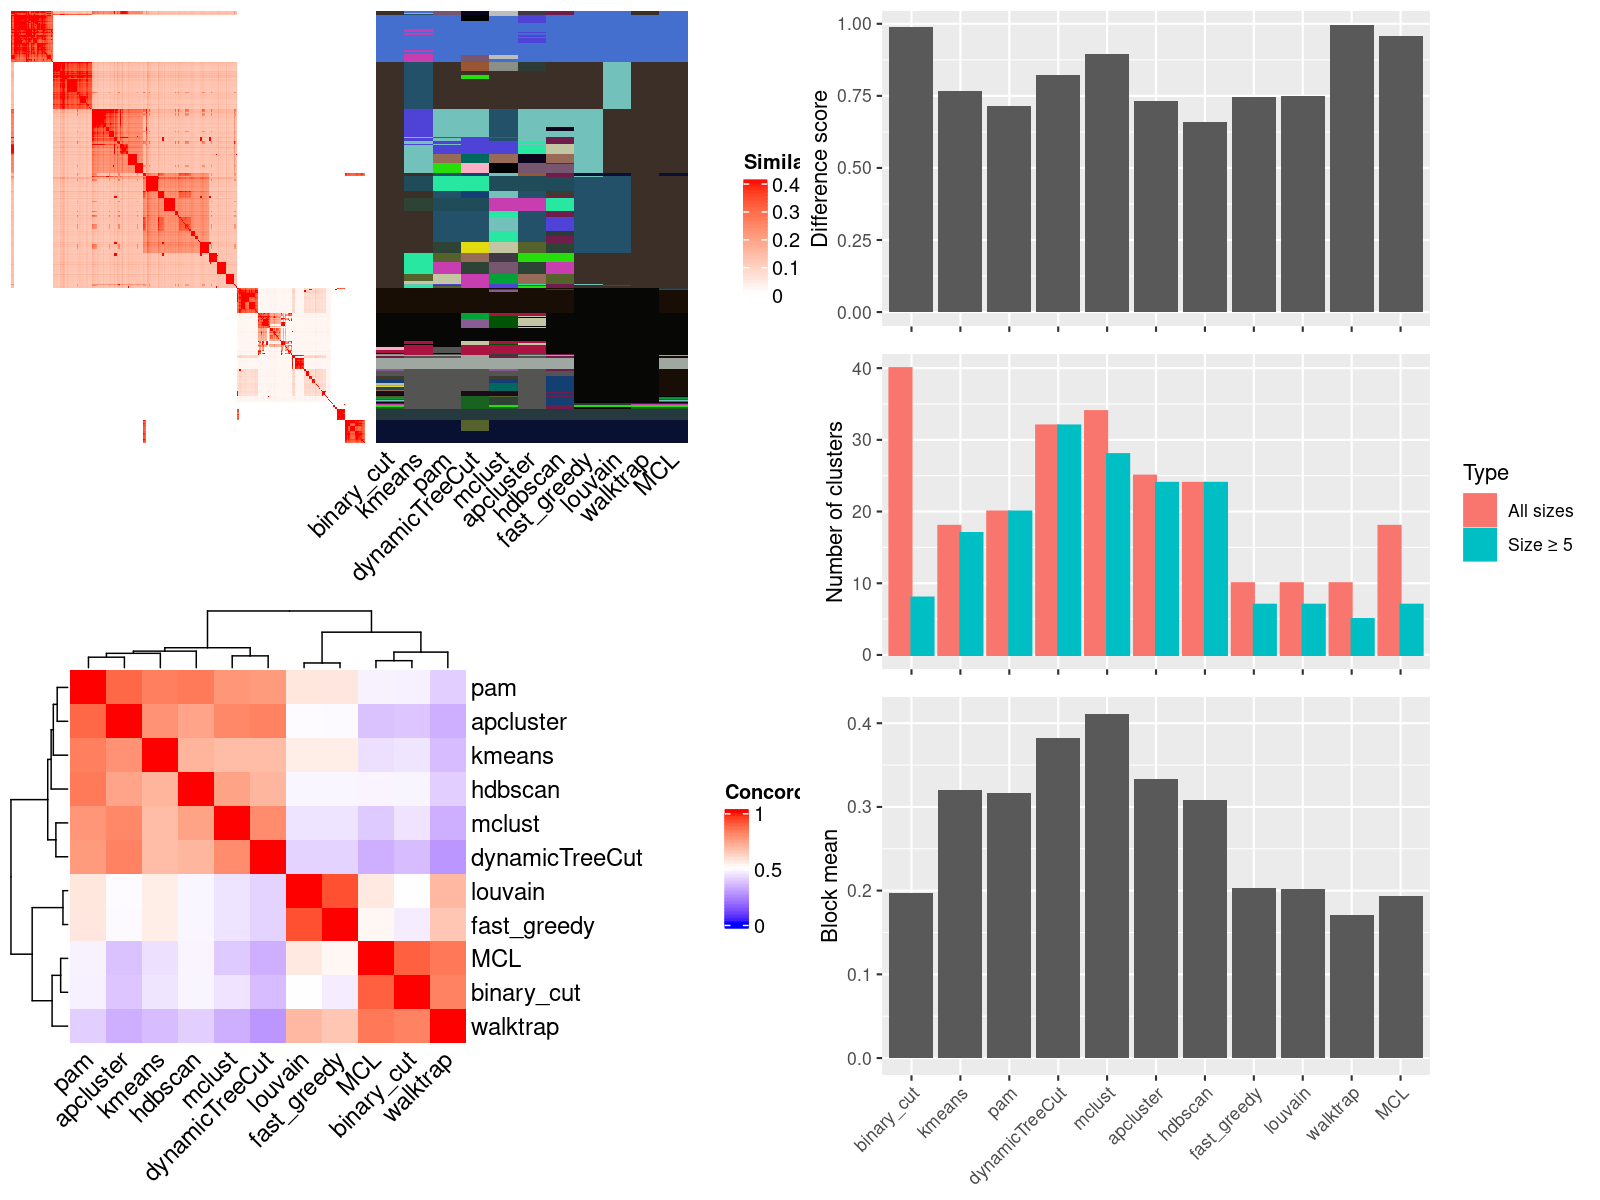 Simila
0.4
0.3
0.2
0.1
0
binary_cut
kmeans
pam
dynamicTreeCut
mclust
apcluster
hdbscan
fast_greedy
louvain
walktrap
MCL
Difference score
1.00
0.75
0.50
0.25
0.00
Number of clusters
40
30
20
10
0
Type
All sizes
Size ≥ 5
pam
apcluster
kmeans
hdbscan
mclust
dynamicTreeCut
louvain
fast_greedy
MCL
binary_cut
walktrap
pam
apcluster
kmeans
hdbscan
mclust
dynamicTreeCut
louvain
fast_greedy
MCL
binary_cut
walktrap
Concord
1
0.5
0
Block mean
0.4
0.3
0.2
0.1
0.0
binary_cut
kmeans
pam
dynamicTreeCut
mclust
apcluster
hdbscan
fast_greedy
louvain
walktrap
MCL